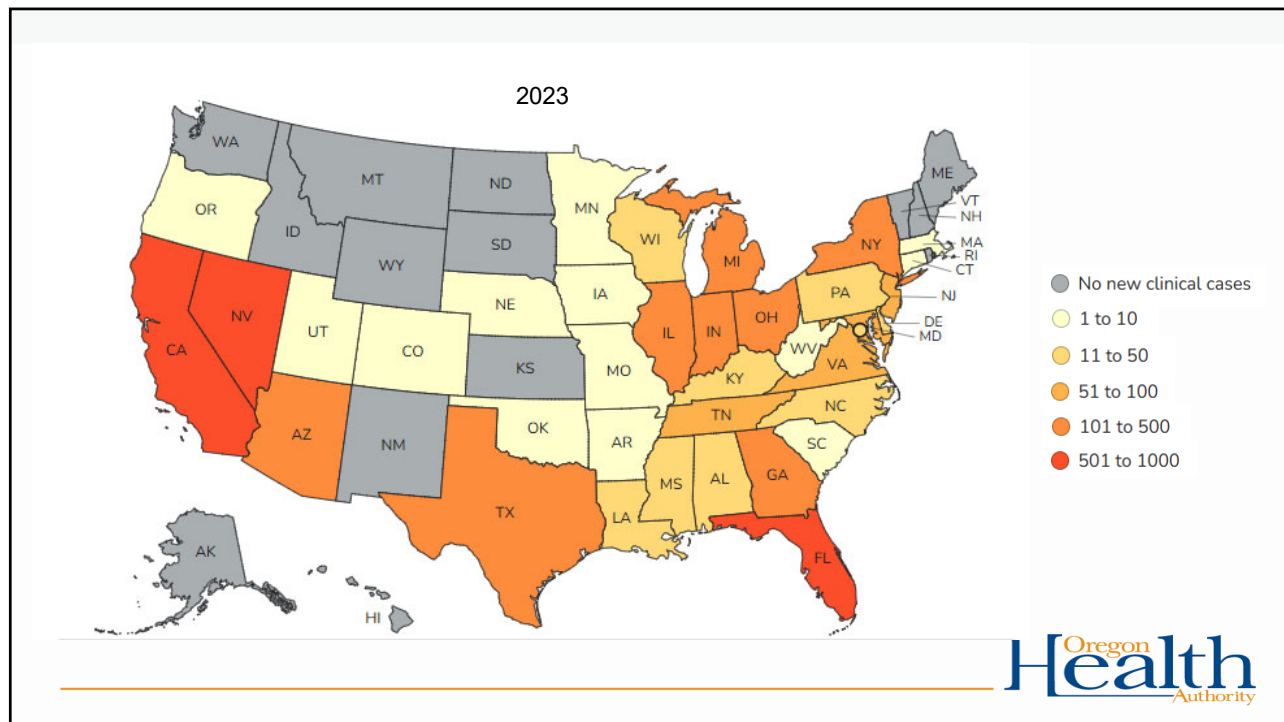 2023
WA
MT
ND
MN
ME
VT
NH
OR
ID
SD
WI
MI
NY
MA
RI
CT
WY
NE
IA
PA
NJ
NV
UT
CO
IL
IN
OH
DE
MD
CA
KS
MO
WV
VA
KY
AZ
NM
OK
AR
TN
NC
SC
TX
LA
MS
AL
GA
FL
AK
HI
No new clinical cases
1 to 10
11 to 50
51 to 100
101 to 500
501 to 1000
Oregon
Health
Authority